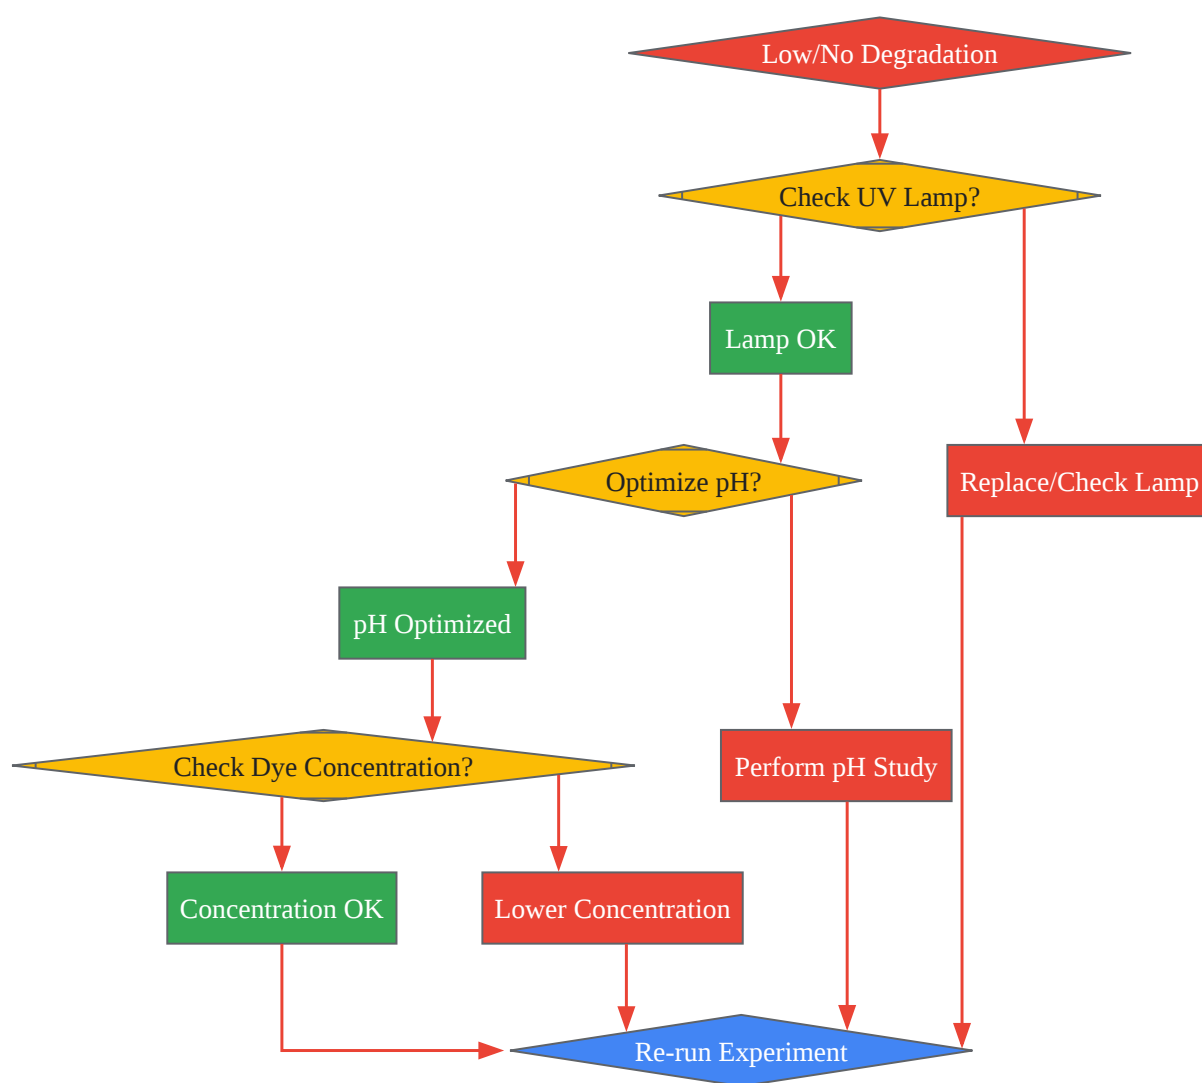 Low/No Degradation
Check UV Lamp?
Lamp OK
Optimize pH?
Replace/Check Lamp
pH Optimized
Check Dye Concentration?
Perform pH Study
Concentration OK
Lower Concentration
Re-run Experiment